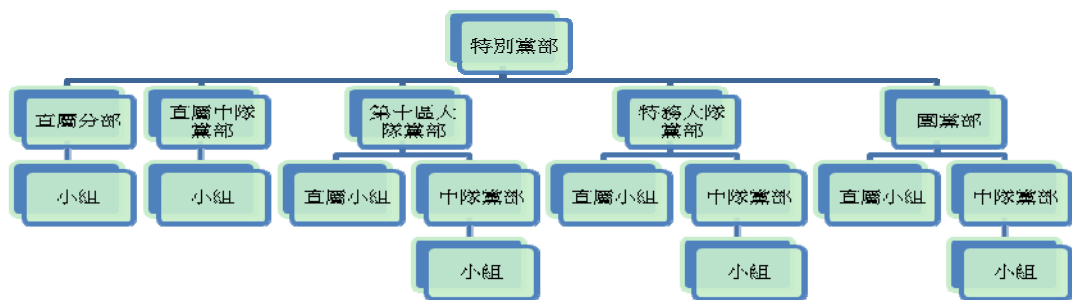 特別黨部
直屬分部
直屬中隊
黨部
第十區大
隊黨部
特務大隊
黨部
團黨部
小組
小組
直屬小組
中隊黨部
直屬小組
中隊黨部
直屬小組
中隊黨部
小組
小組
小組